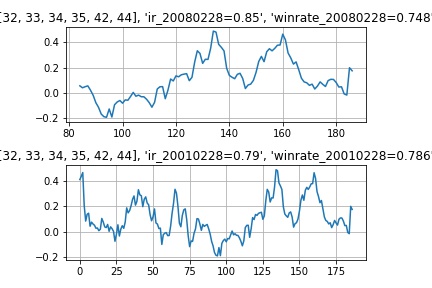 [32, 33, 34, 35, 42, 44], 'ir_20080228=0.85', 'winrate_20080228=0.748'
0.4
0.2
0.0
−0.2
80 100 120 140 160 180
[32, 33, 34, 35, 42, 44], 'ir_20010228=0.79', 'winrate_20010228=0.786'
0.4
0.2
0.0
−0.2
0 25 50 75 100 125 150 175